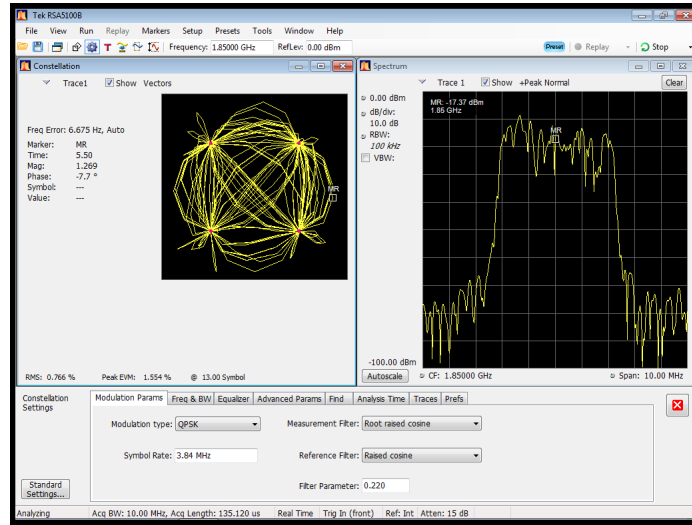 Tek RSA5100B
File View Run Replay Markers Setup Presets Tools Window Help
Frequency: 1.85000 GHz RefLev: 0.00 dBm Preset Replay Stop
Constellation
Trace1 Show Vectors
Freq Error: 6.675 Hz, Auto
Marker: MR
Time: 5.50
Mag: 1.269
Phase: -7.7 °
Symbol: ---
Value: ---
MR
RMS: 0.766 % Peak EVM: 1.554 % @ 13.00 Symbol
Spectrum
Trace 1 Show +Peak Normal Clear
0.00 dBm
dB/div:
10.0 dB
RBW:
100 kHz
VBW:
MR: -17.37 dBm
1.85 GHz
MR
-100.00 dBm
Autoscale CF: 1.85000 GHz Span: 10.00 MHz
Constellation
Settings
Modulation Params Freq & BW Equalizer Advanced Params Find Analysis Time Traces Prefs
Modulation type: QPSK Measurement Filter: Root raised cosine
Symbol Rate: 3.84 MHz Reference Filter: Raised cosine
Filter Parameter: 0.220
Standard
Settings...
Analyzing Acq BW: 10.00 MHz, Acq Length: 135.120 us Real Time Trig In (front) Ref: Int Atten: 15 dB